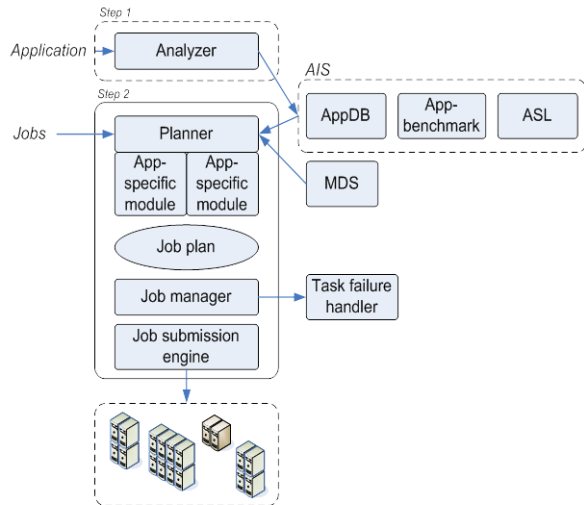 Step 1
Application
Analyzer
AIS
AppDB
App-
benchmark
ASL
Step 2
Jobs
Planner
App-
specific
module
App-
specific
module
MDS
Job plan
Job manager
Task failure
handler
Job submission
engine